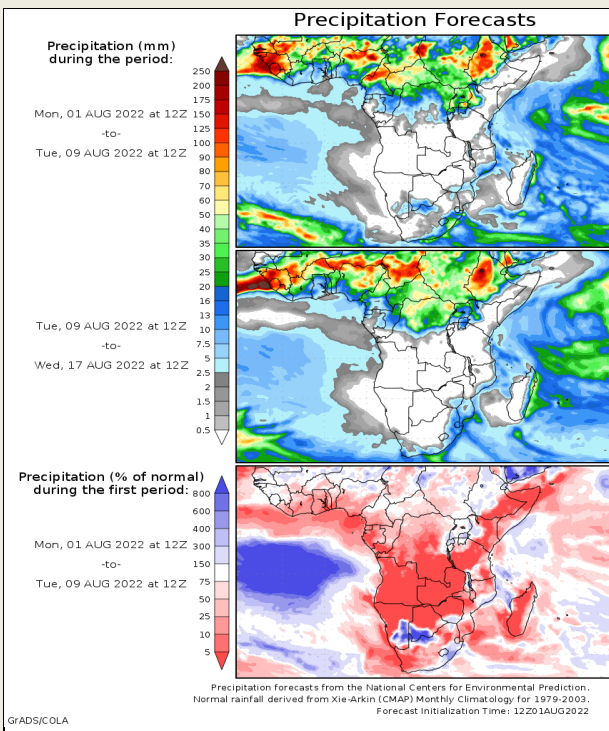 Precipitation Forecasts
Precipitation (mm)
during the period:
250
200
175
150
125
100
90
80
70
60
50
40
35
30
25
20
16
13
10
7.5
5
2.5
2
1.5
1
0.5
Mon, 01 AUG 2022 at 12Z
-to-
Tue, 09 AUG 2022 at 12Z
Tue, 09 AUG 2022 at 12Z
-to-
Wed, 17 AUG 2022 at 12Z
Precipitation (% of normal)
during the first period:
800
600
400
300
150
75
50
25
10
5
Mon, 01 AUG 2022 at 12Z
-to-
Tue, 09 AUG 2022 at 12Z
Precipitation forecasts from the National Centers for Environmental Prediction.
Normal rainfall derived from Xie-Arkin (CMAP) Monthly Climatology for 1979-2003.
Forecast Initialization Time: 12Z01AUG2022
GrADS/COLA